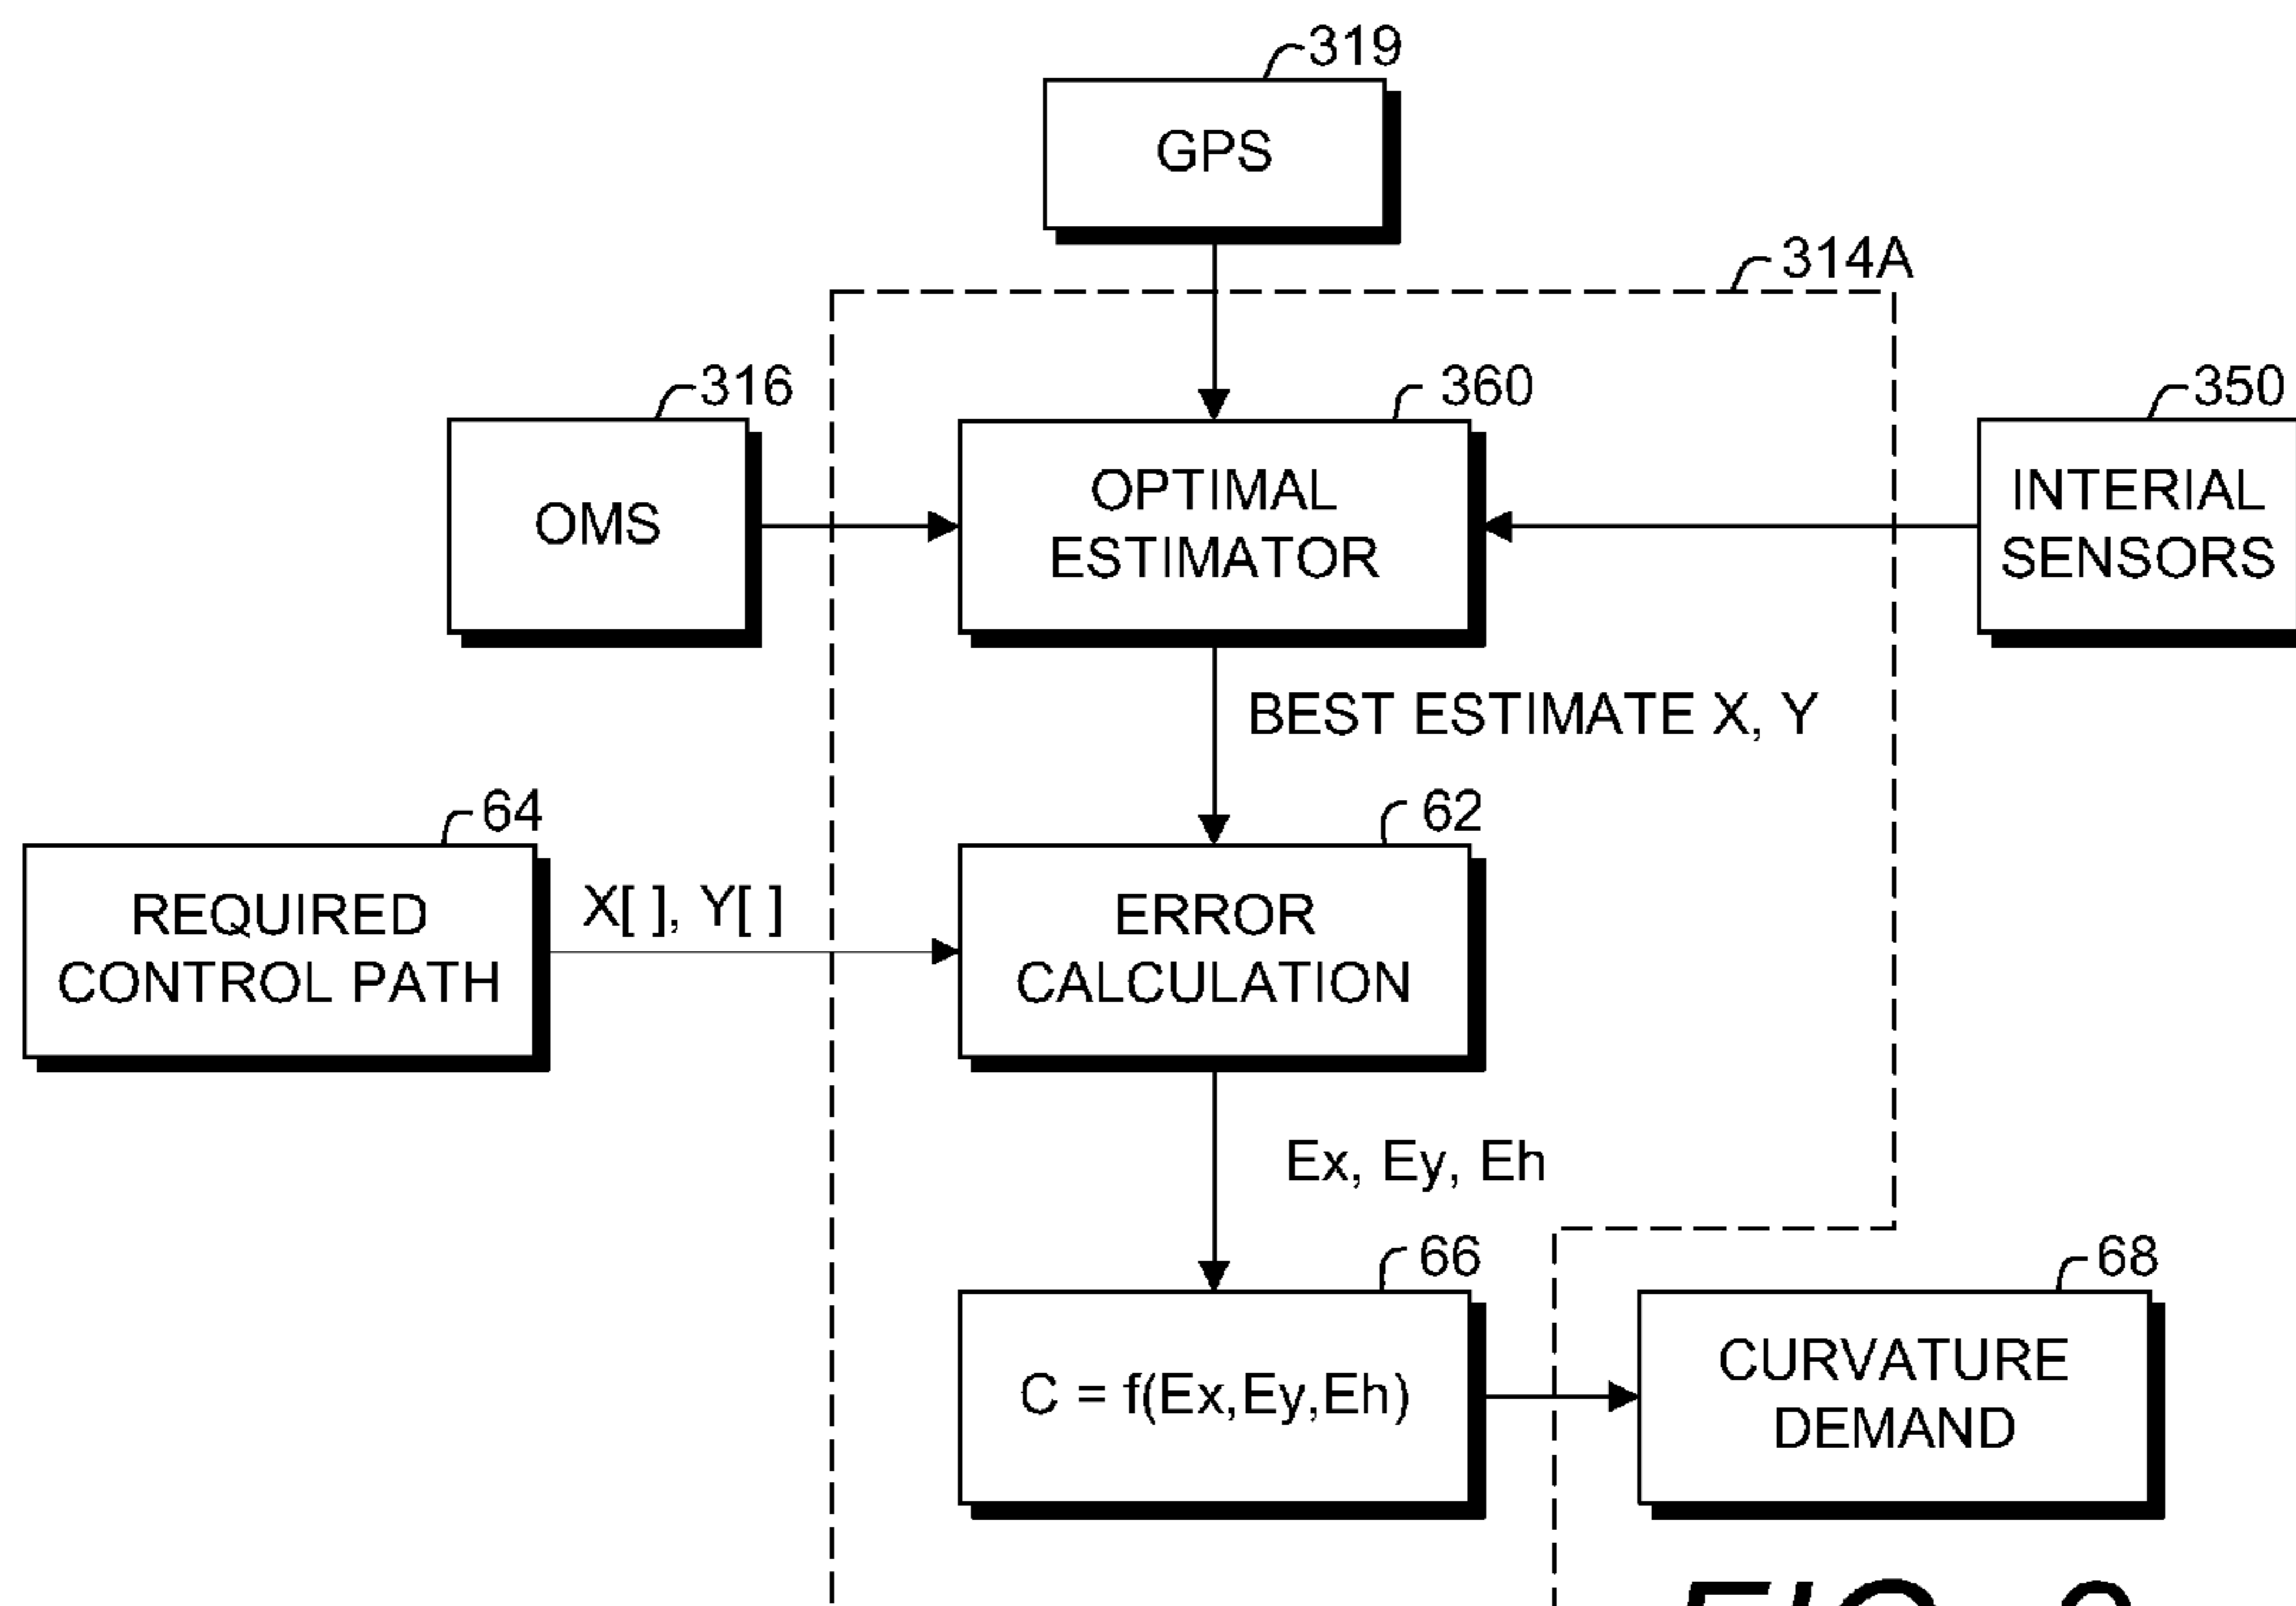 319
GPS
314A
316
360
350
OMS
OPTIMAL
ESTIMATOR
INTERIAL
SENSORS
BEST ESTIMATE X, Y
64
62
REQUIRED
CONTROL PATH
X[ ], Y[ ]
ERROR
CALCULATION
Ex, Ey, Eh
66
68
C = f(Ex,Ey,Eh)
CURVATURE
DEMAND